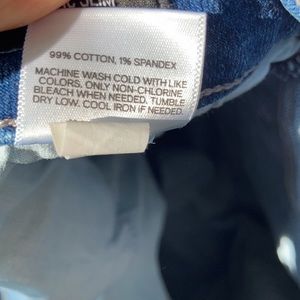 SLIM
99% COTTON, 1% SPANDEX
MACHINE WASH COLD WITH LIKE
COLORS. ONLY NON-CHLORINE
BLEACH WHEN NEEDED. TUMBLE
DRY LOW. COOL IRON IF NEEDED.